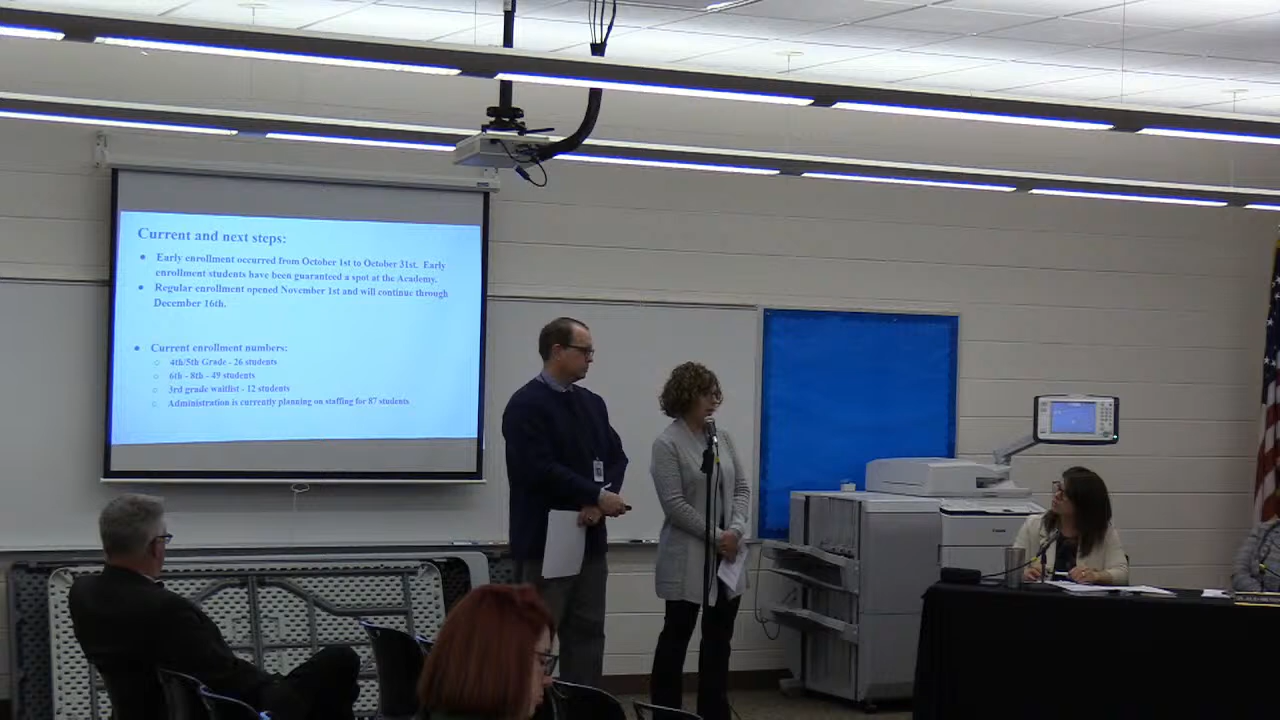 Current and next steps:
● Early enrollment occurred from October 1st to October 31st. Early
enrollment students have been guaranteed a spot at the Academy.
● Regular enrollment opened November 1st and will continue through
December 16th.
● Current enrollment numbers:
○ 4th/5th Grade - 26 students
○ 6th - 8th - 49 students
○ 3rd grade waitlist - 12 students
○ Administration is currently planning on staffing for 87 students
Canon